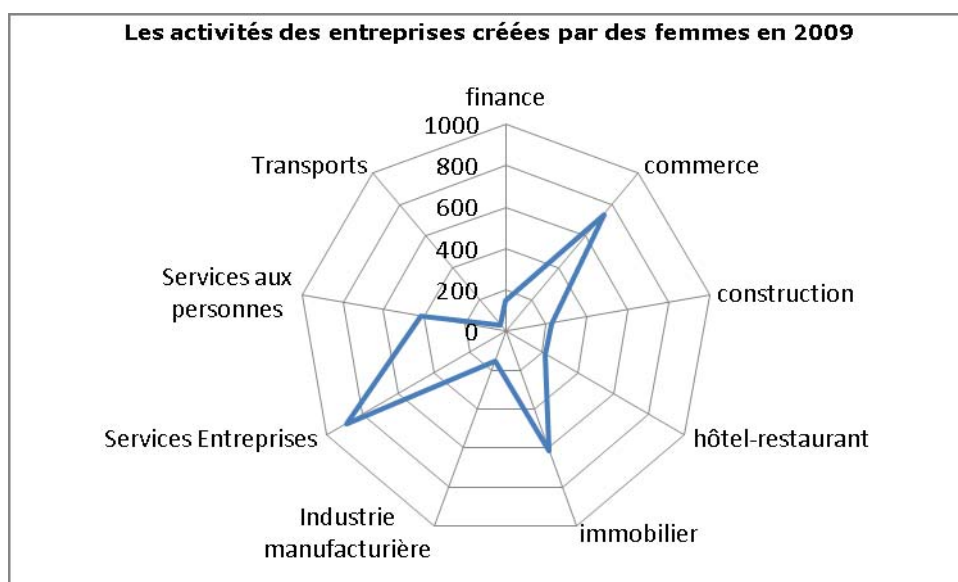 Les activités des entreprises créées par des femmes en 2009
finance
1000
800
600
400
200
0
commerce
construction
hôtel-restaurant
immobilier
Industrie
manufacturière
Services Entreprises
Services aux
personnes
Transports